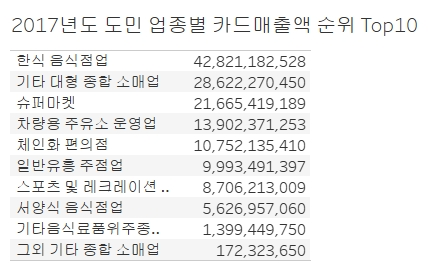 2017년도 도민 업종별 카드매출액 순위 Top10
한식 음식점업 42,821,182,528
기타 대형 종합 소매업 28,622,270,450
슈퍼마켓 21,665,419,189
차량용 주유소 운영업 13,902,371,253
체인화 편의점 10,752,135,410
일반유흥 주점업 9,993,491,397
스포츠 및 레크레이션 .. 8,706,213,009
서양식 음식점업 5,626,957,060
기타음식료품위주종.. 1,399,449,750
그외 기타 종합 소매업 172,323,650